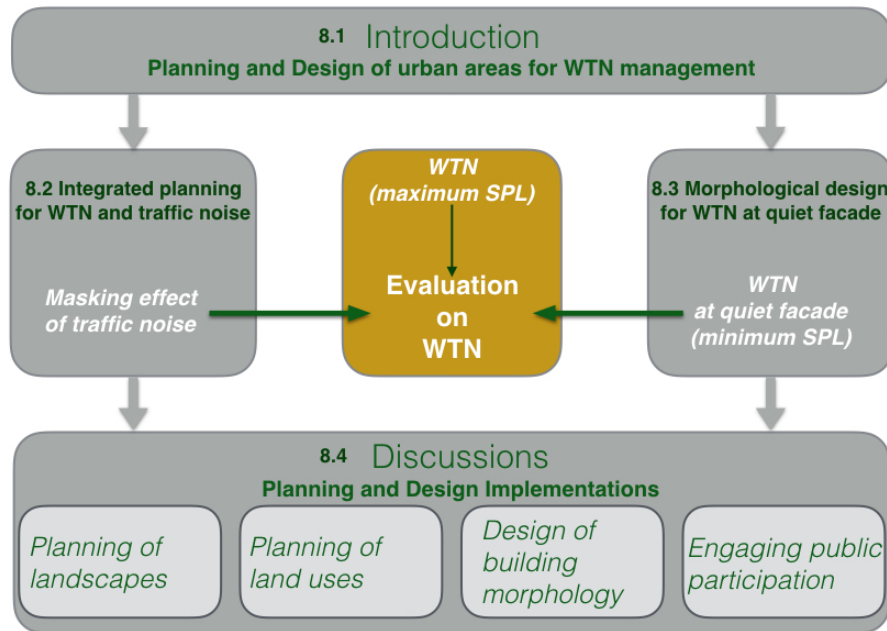 8.1 Introduction
Planning and Design of urban areas for WTN management
8.2 Integrated planning
for WTN and traffic noise
Masking effect
of traffic noise
WTN
(maximum SPL)
Evaluation
on
WTN
8.3 Morphological design
for WTN at quiet facade
WTN
at quiet facade
(minimum SPL)
8.4 Discussions
Planning and Design Implementations
Planning of
landscapes
Planning of
land uses
Design of
building
morphology
Engaging public
participation